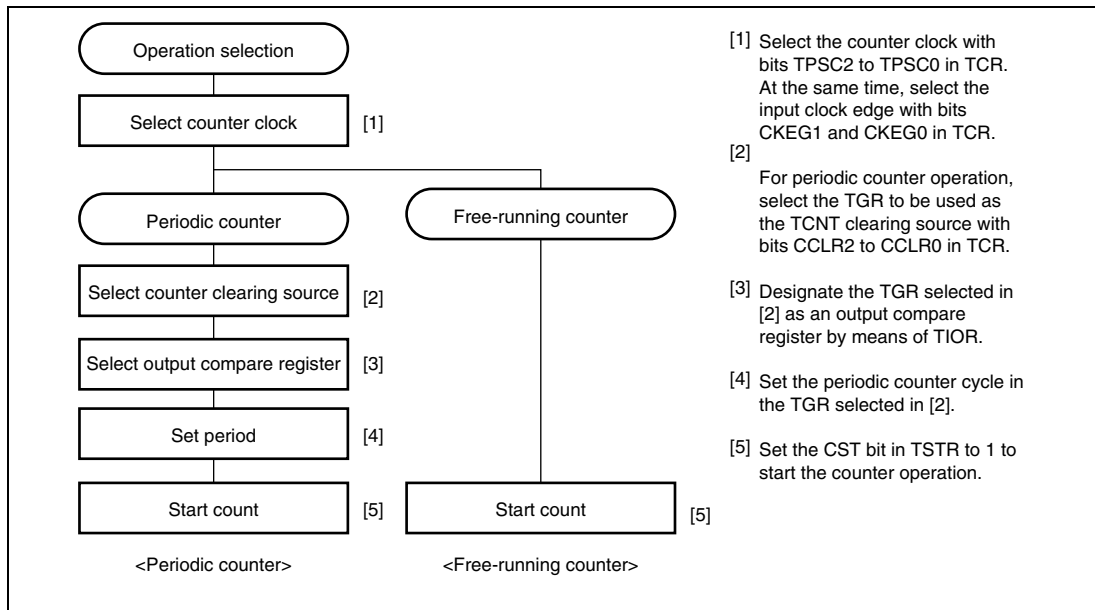 Operation selection
Select counter clock
[1]
Periodic counter
Free-running counter
Select counter clearing source
[2]
Select output compare register
[3]
Set period
[4]
Start count
[5]
Start count
[5]
<Periodic counter>
<Free-running counter>
[1] Select the counter clock with
bits TPSC2 to TPSC0 in TCR.
At the same time, select the
input clock edge with bits
CKEG1 and CKEG0 in TCR.
[2]
For periodic counter operation,
select the TGR to be used as
the TCNT clearing source with
bits CCLR2 to CCLR0 in TCR.
[3] Designate the TGR selected in
[2] as an output compare
register by means of TIOR.
[4] Set the periodic counter cycle in
the TGR selected in [2].
[5] Set the CST bit in TSTR to 1 to
start the counter operation.